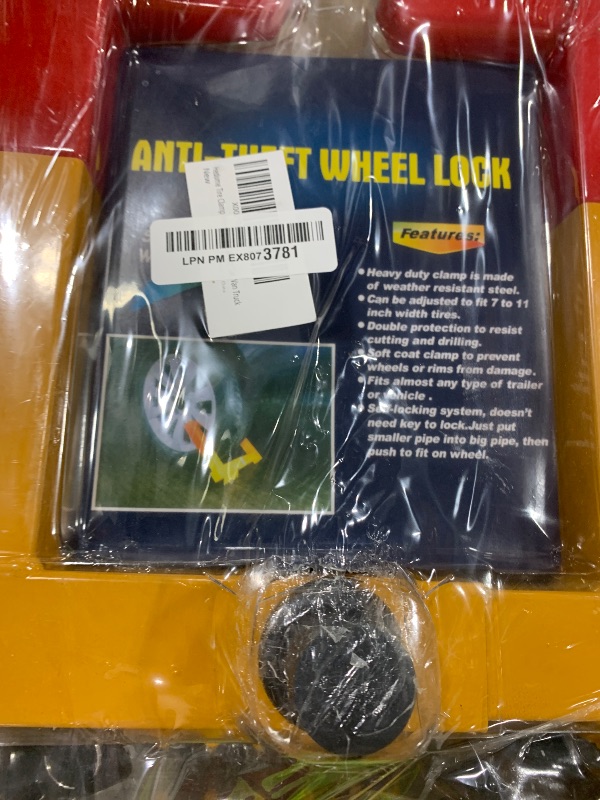 ANTI-THEFT WHEEL LOCK
LPN PM EX8073781
Features:
Heavy duty clamp is made
of weather resistant steel.
Can be adjusted to fit 7 to 11
inch width tires.
Double protection to resist
cutting and drilling.
Soft coat clamp to prevent
wheels or rims from damage.
Fits almost any type of trailer
or vehicle .
Self-locking system, doesn't
need key to lock.Just put
smaller pipe into big pipe, then
push to fit on wheel.